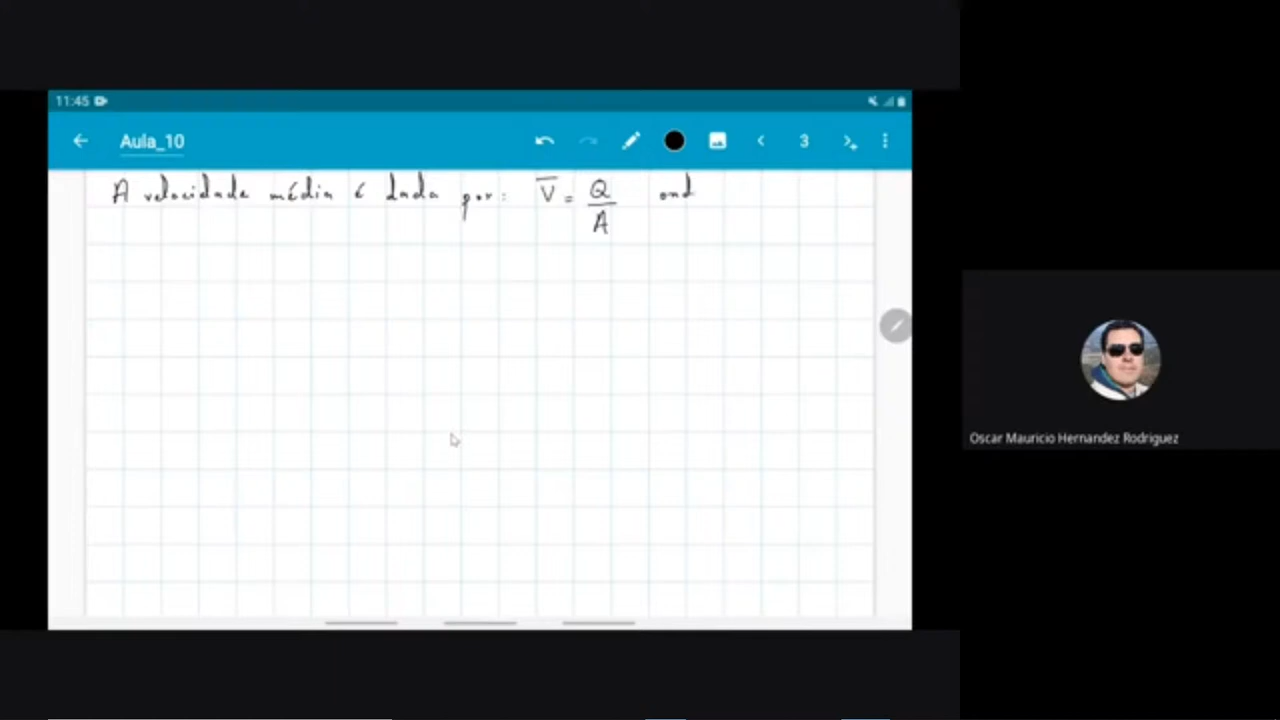 11:45
Aula_10
3
A velocidade média é dada por: V̅ = Q/A ond
Oscar Mauricio Hernandez Rodriguez